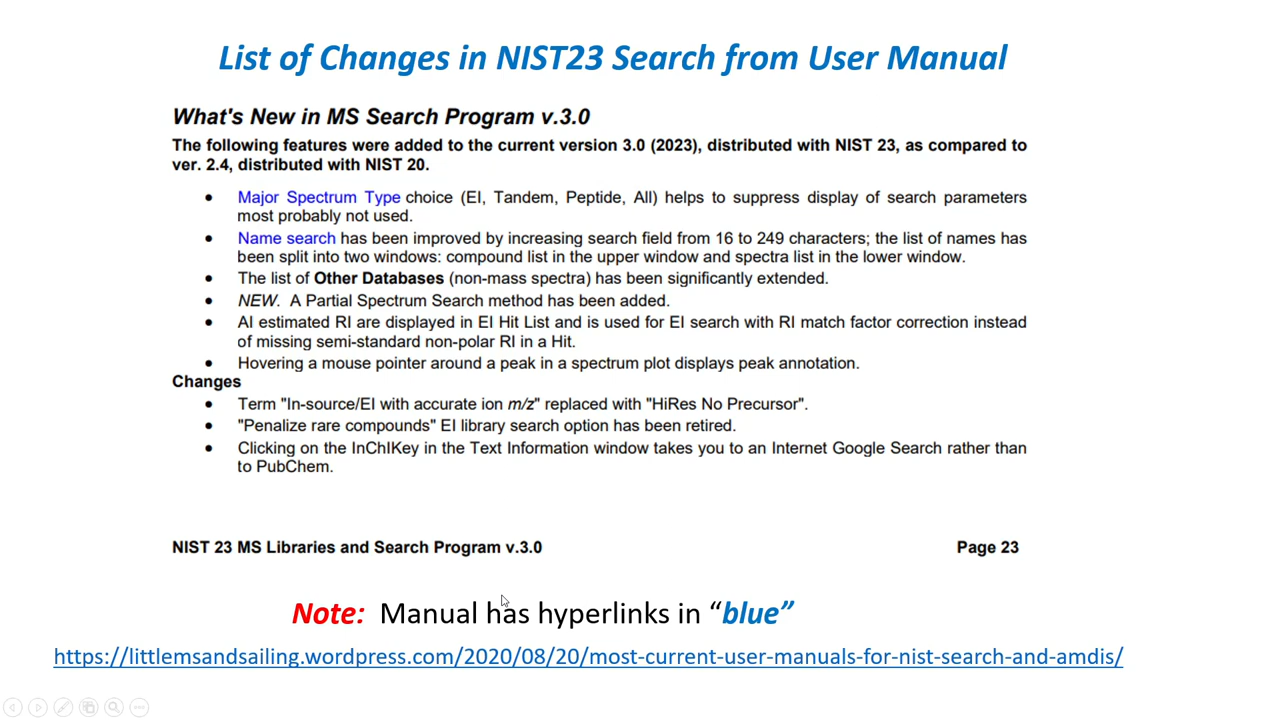 List of Changes in NIST23 Search from User Manual
What's New in MS Search Program v.3.0
The following features were added to the current version 3.0 (2023), distributed with NIST 23, as compared to
ver. 2.4, distributed with NIST 20.
• Major Spectrum Type choice (EI, Tandem, Peptide, All) helps to suppress display of search parameters
most probably not used.
• Name search has been improved by increasing search field from 16 to 249 characters; the list of names has
been split into two windows: compound list in the upper window and spectra list in the lower window.
• The list of Other Databases (non-mass spectra) has been significantly extended.
• NEW. A Partial Spectrum Search method has been added.
• AI estimated RI are displayed in EI Hit List and is used for EI search with RI match factor correction instead
of missing semi-standard non-polar RI in a Hit.
• Hovering a mouse pointer around a peak in a spectrum plot displays peak annotation.
Changes
• Term "In-source/EI with accurate ion m/z" replaced with "HiRes No Precursor".
• "Penalize rare compounds" EI library search option has been retired.
• Clicking on the InChIKey in the Text Information window takes you to an Internet Google Search rather than
to PubChem.
NIST 23 MS Libraries and Search Program v.3.0 Page 23
Note: Manual has hyperlinks in “blue”
https://littlemsandsailing.wordpress.com/2020/08/20/most-current-user-manuals-for-nist-search-and-amdis/